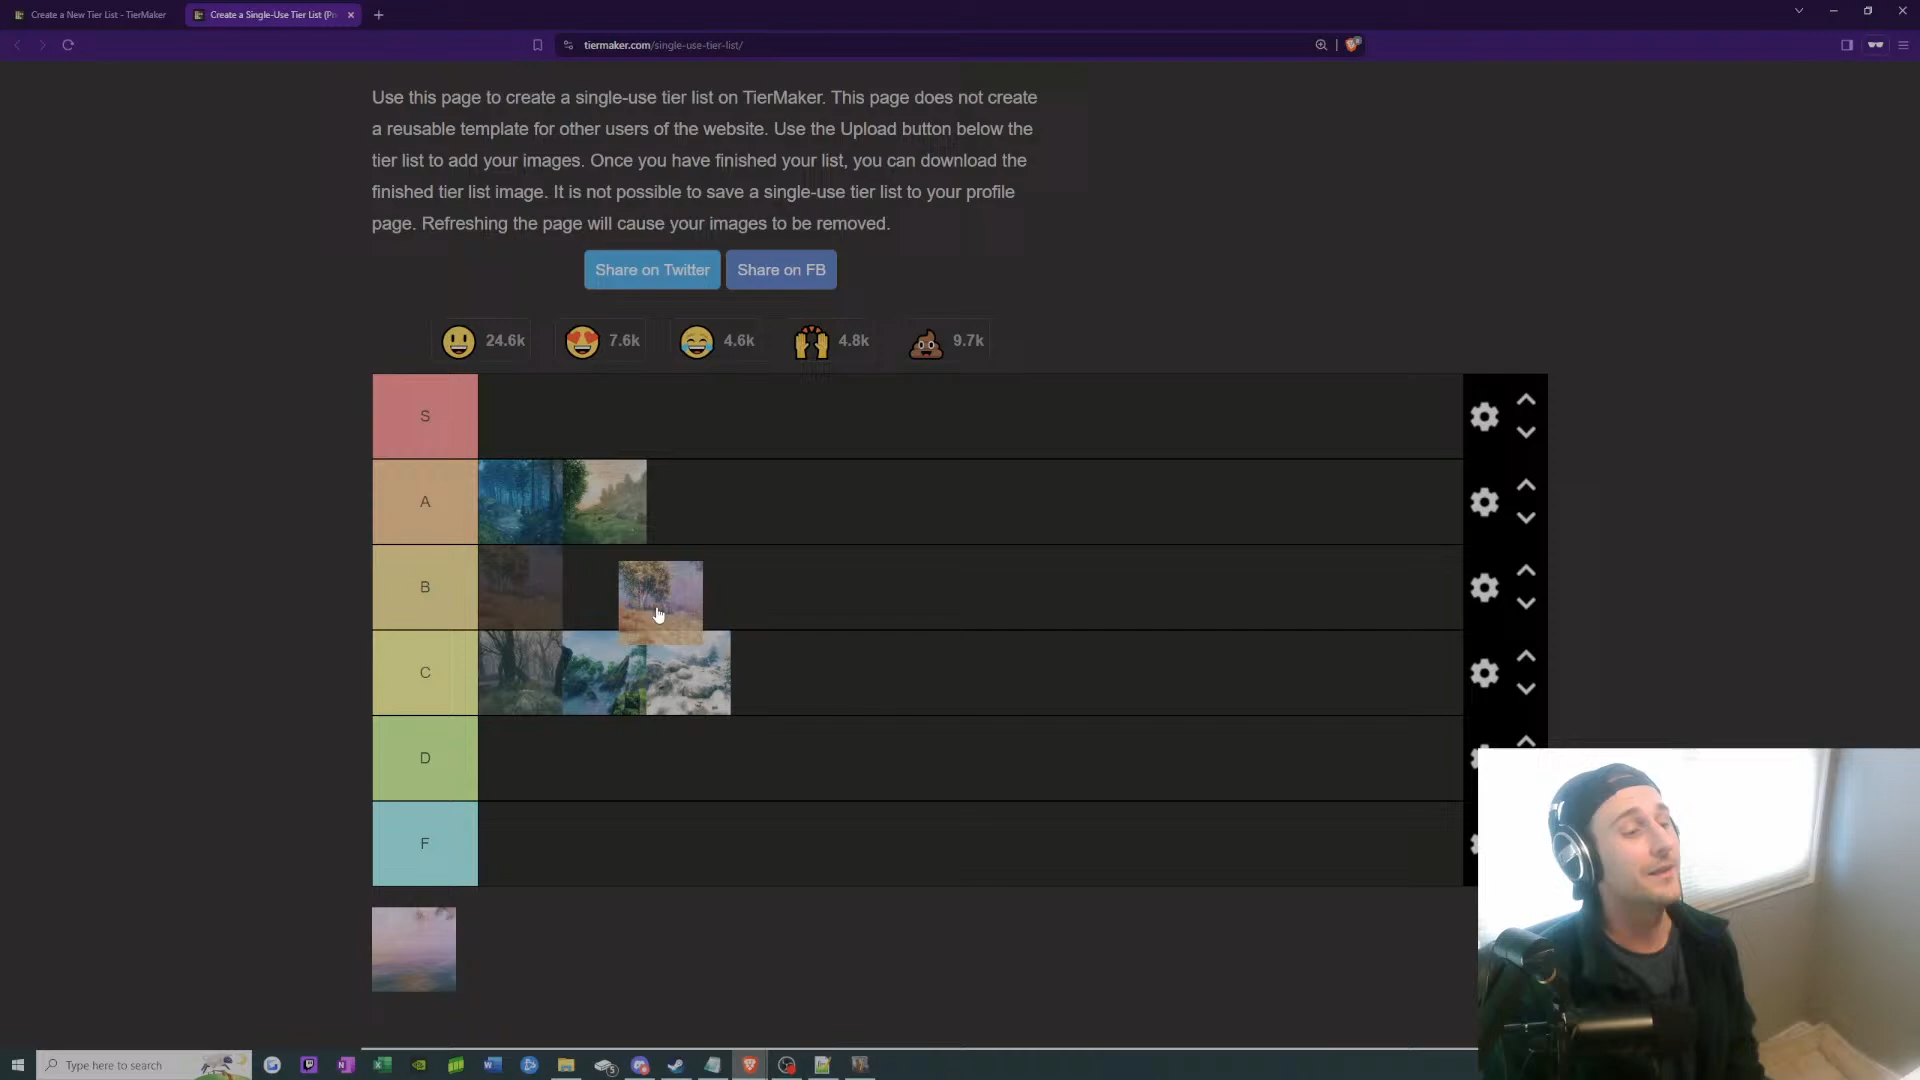 Create a New Tier List - TierMaker
Create a Single-Use Tier List (Pr
tiermaker.com/single-use-tier-list/
Use this page to create a single-use tier list on TierMaker. This page does not create
a reusable template for other users of the website. Use the Upload button below the
tier list to add your images. Once you have finished your list, you can download the
finished tier list image. It is not possible to save a single-use tier list to your profile
page. Refreshing the page will cause your images to be removed.
Share on Twitter
Share on FB
24.6k
7.6k
4.6k
4.8k
9.7k
S
A
B
C
D
F
Type here to search
5